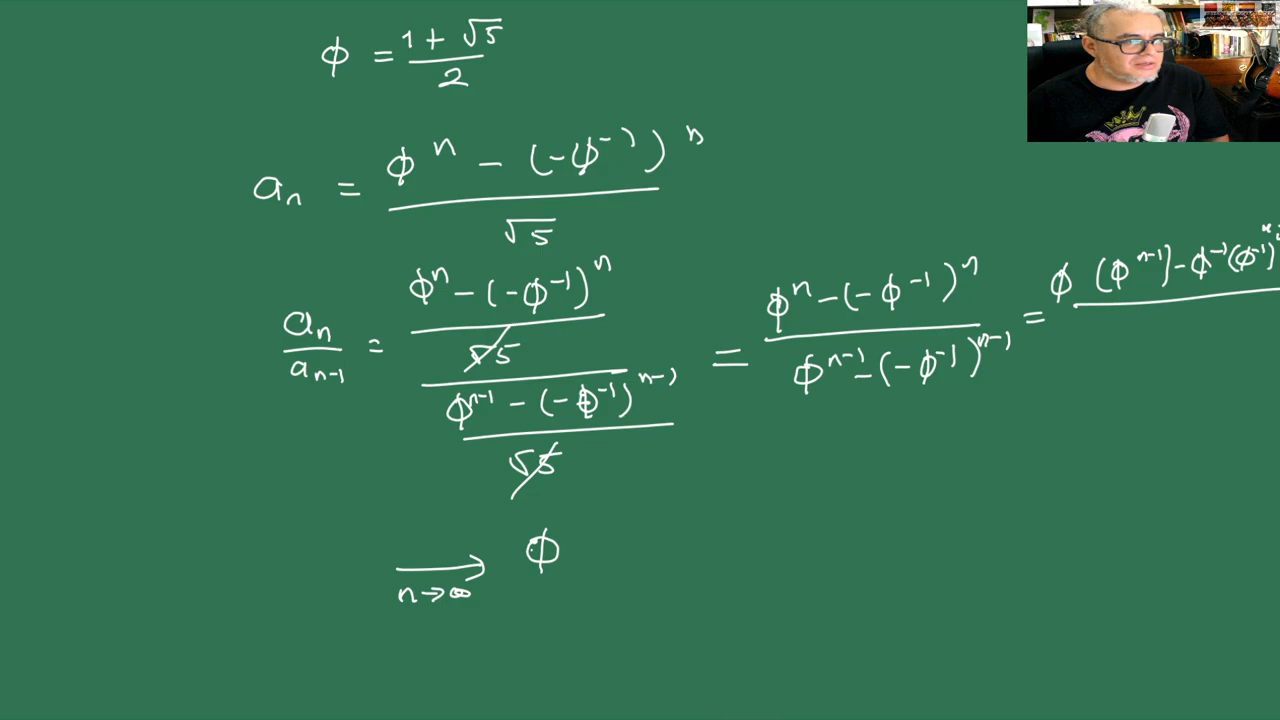 ϕ = (1 + √5)/2
aₙ = (ϕⁿ − (−ϕ⁻¹)ⁿ)/√5
aₙ/aₙ₋₁ = ((ϕⁿ − (−ϕ⁻¹)ⁿ)/√5)/((ϕⁿ⁻¹ − (−ϕ⁻¹)ⁿ⁻¹)/√5) = (ϕⁿ − (−ϕ⁻¹)ⁿ)/(ϕⁿ⁻¹ − (−ϕ⁻¹)ⁿ⁻¹) = ϕ (ϕⁿ⁻¹) − ϕ⁻¹(ϕ⁻¹)
⟶ ϕ
n→∞